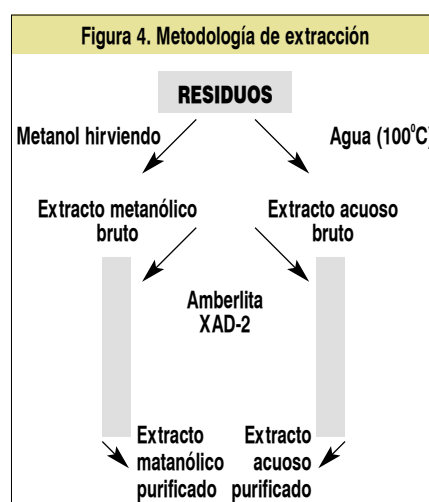 Figura 4. Metodología de extracción
RESIDUOS
Metanol hirviendo
Agua (100°C)
Extracto metanólico
bruto
Extracto acuoso
bruto
Amberlita
XAD-2
Extracto
matanólico
purificado
Extracto
acuoso
purificado